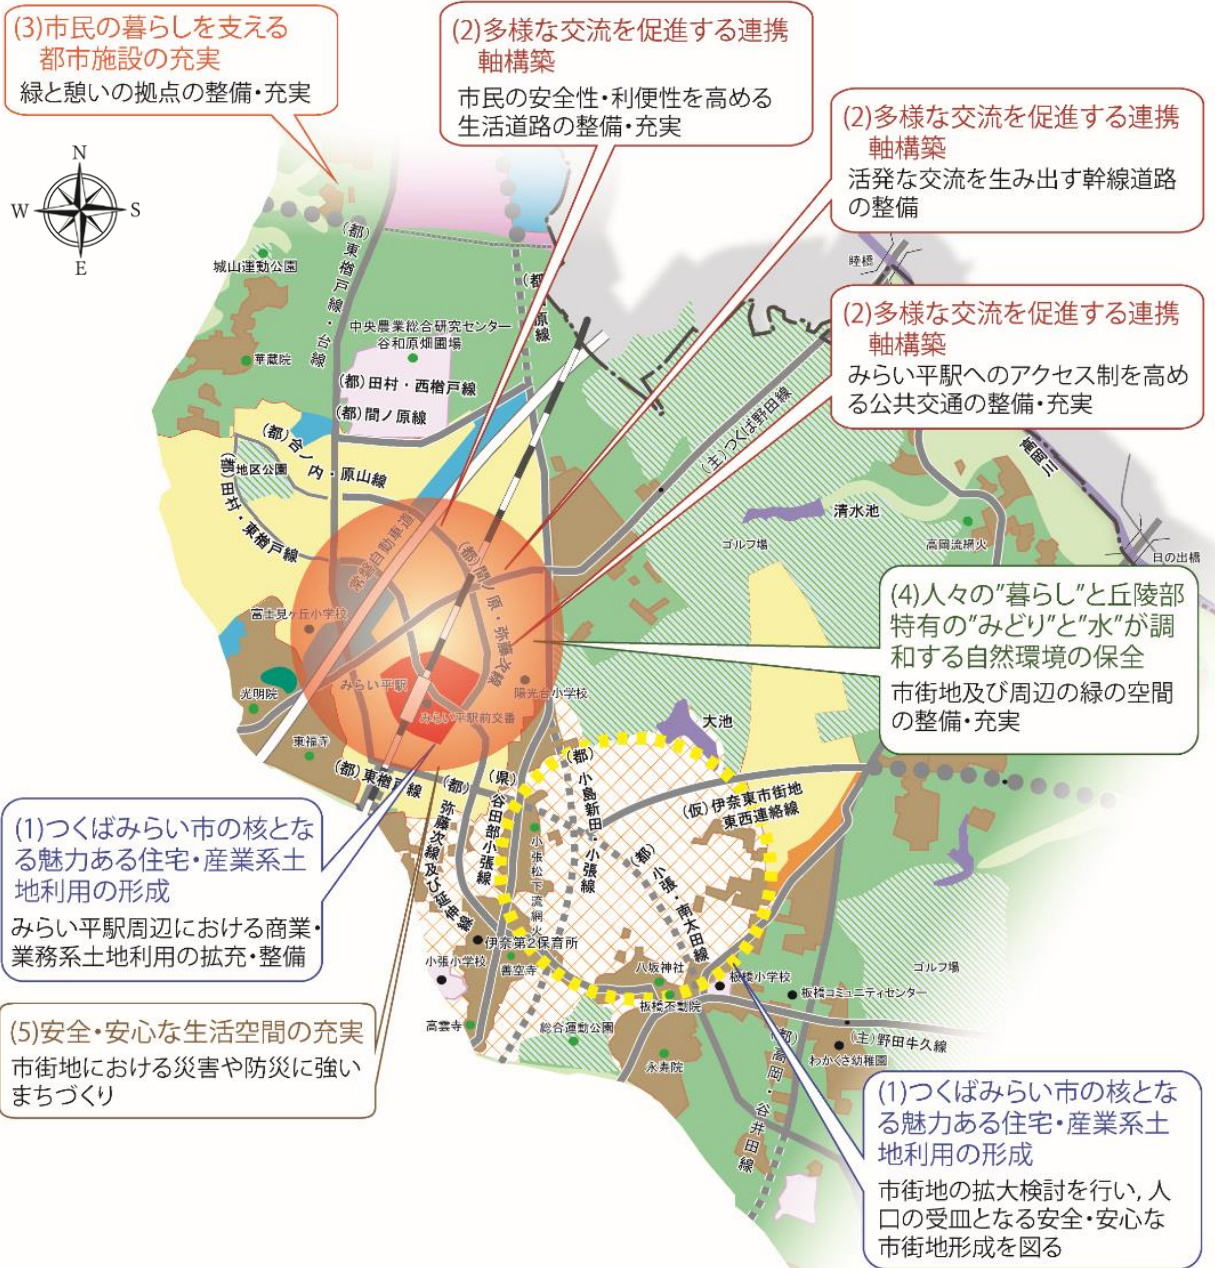 (3)市民の暮らしを支える
都市施設の充実
緑と憩いの拠点の整備・充実
(2)多様な交流を促進する連携
軸構築
市民の安全性・利便性を高める
生活道路の整備・充実
(2)多様な交流を促進する連携
軸構築
活発な交流を生み出す幹線道路
の整備
(2)多様な交流を促進する連携
軸構築
みらい平駅へのアクセス制を高め
る公共交通の整備・充実
N
W
S
E
城山運動公園
(都)東楢戸線・台線
中央農業総合研究センター
谷和原畑圃場
華蔵院
(都)田村・西楢戸線
(都)間ノ原線
(都)合ノ内・原山線
地区公園
(都)田村・東楢戸線
睦橋
(主)つくば野田線
清水池
ゴルフ場
高岡流綱火
日の出橋
常磐自動車道
(都)間ノ原・弥藤次線
富士見ヶ丘小学校
光明院
みらい平駅
陽光台小学校
みらい平駅前交番
東福寺
大池
(4)人々の”暮らし”と丘陵部
特有の”みどり”と”水”が調
和する自然環境の保全
市街地及び周辺の緑の空間
の整備・充実
(都)東楢戸線
(都)弥藤次線及び延伸線
(県)谷田部小張線
(都)小島新田・小張線
(仮)伊奈東市街地
東西連絡線
小張松下流綱火
(都)小張・南太田線
(1)つくばみらい市の核とな
る魅力ある住宅・産業系土
地利用の形成
みらい平駅周辺における商業・
業務系土地利用の拡充・整備
伊奈第2保育所
小張小学校
善空寺
八坂神社
板橋小学校
板橋不動院
板橋コミュニティセンター
ゴルフ場
高雲寺
総合運動公園
永寿院
(主)野田牛久線
わかくさ幼稚園
(都)高岡・谷井田線
(5)安全・安心な生活空間の充実
市街地における災害や防災に強い
まちづくり
(1)つくばみらい市の核とな
る魅力ある住宅・産業系土
地利用の形成
市街地の拡大検討を行い,人
口の受皿となる安全・安心な
市街地形成を図る